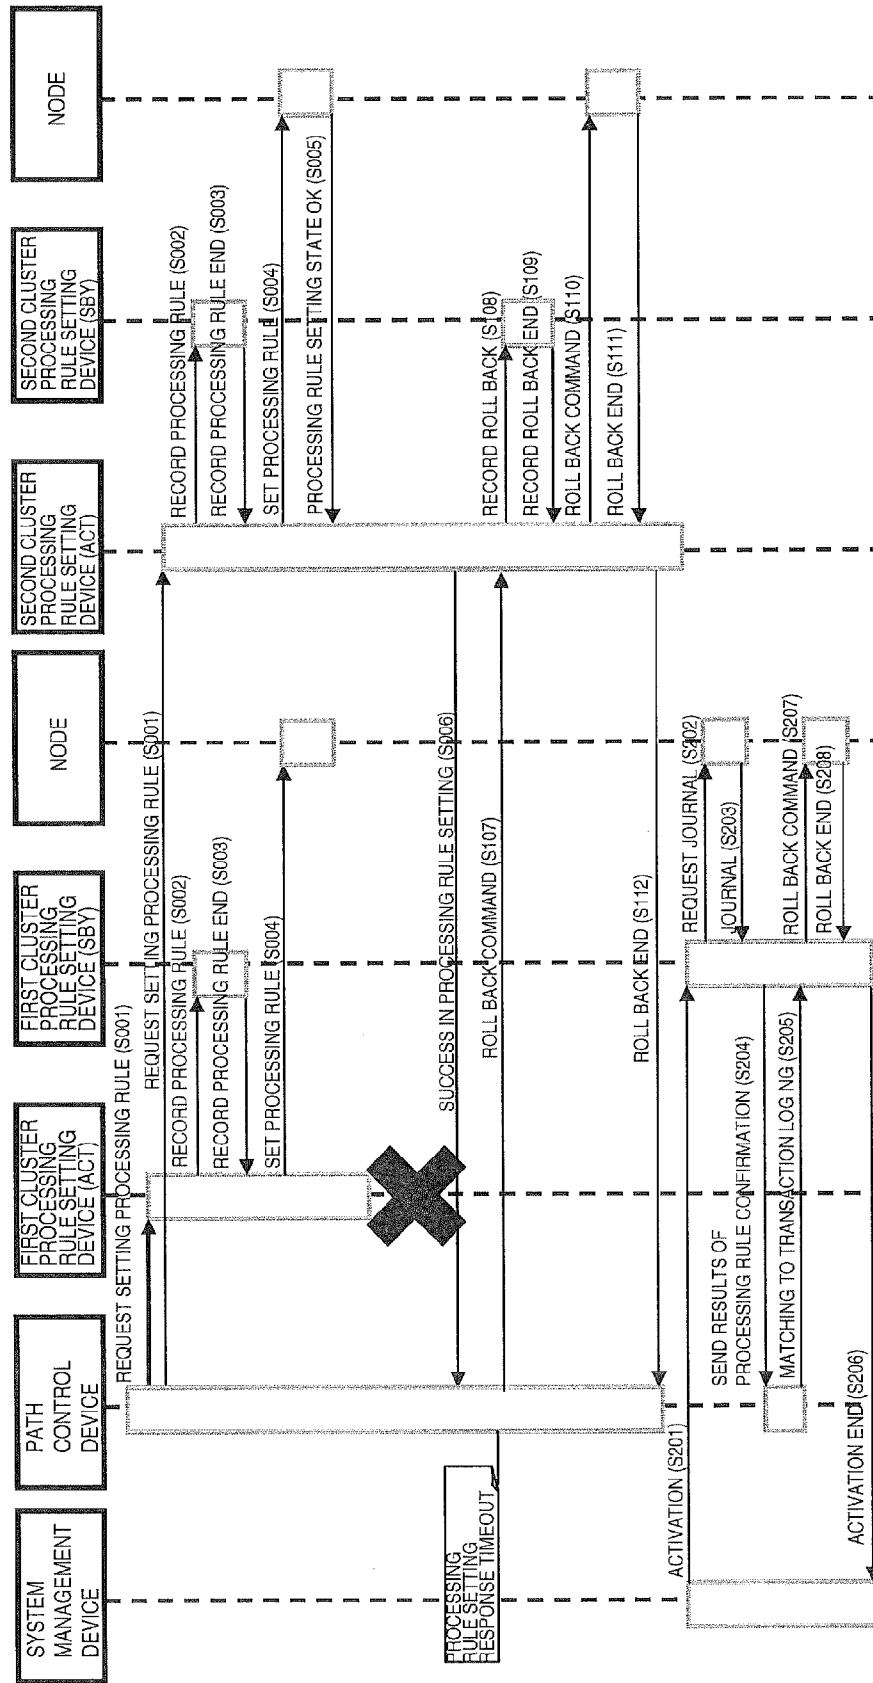 SYSTEM
MANAGEMENT
DEVICE
PATH
CONTROL
DEVICE
FIRST CLUSTER
PROCESSING
RULE SETTING
DEVICE (ACT)
FIRST CLUSTER
PROCESSING
RULE SETTING
DEVICE (SBY)
NODE
SECOND CLUSTER
PROCESSING
RULE SETTING
DEVICE (ACT)
SECOND CLUSTER
PROCESSING
RULE SETTING
DEVICE (SBY)
NODE
REQUEST SETTING PROCESSING RULE (S001)
REQUEST SETTING PROCESSING RULE (S001)
RECORD PROCESSING RULE (S002)
RECORD PROCESSING RULE END (S003)
SET PROCESSING RULE (S004)
RECORD PROCESSING RULE (S002)
RECORD PROCESSING RULE END (S003)
SET PROCESSING RULE (S004)
PROCESSING RULE SETTING STATE OK (S005)
SUCCESS IN PROCESSING RULE SETTING (S006)
PROCESSING
RULE SETTING
RESPONSE TIMEOUT
ROLL BACK COMMAND (S107)
RECORD ROLL BACK (S108)
RECORD ROLL BACK END (S109)
ROLL BACK COMMAND (S110)
ROLL BACK END (S111)
ROLL BACK END (S112)
ACTIVATION (S201)
REQUEST JOURNAL (S202)
JOURNAL (S203)
SEND RESULTS OF
PROCESSING RULE CONFIRMATION (S204)
MATCHING TO TRANSACTION LOG NG (S205)
ACTIVATION END (S206)
ROLL BACK COMMAND (S207)
ROLL BACK END (S208)